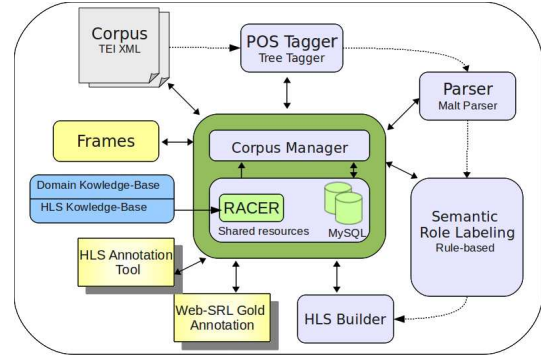 Corpus
TEI XML
POS Tagger
Tree Tagger
Parser
Malt Parser
Frames
Corpus Manager
Domain Kowledge-Base
HLS Kowledge-Base
RACER
Shared resources
MySQL
Semantic
Role Labeling
Rule-based
HLS Annotation
Tool
Web-SRL Gold
Annotation
HLS Builder